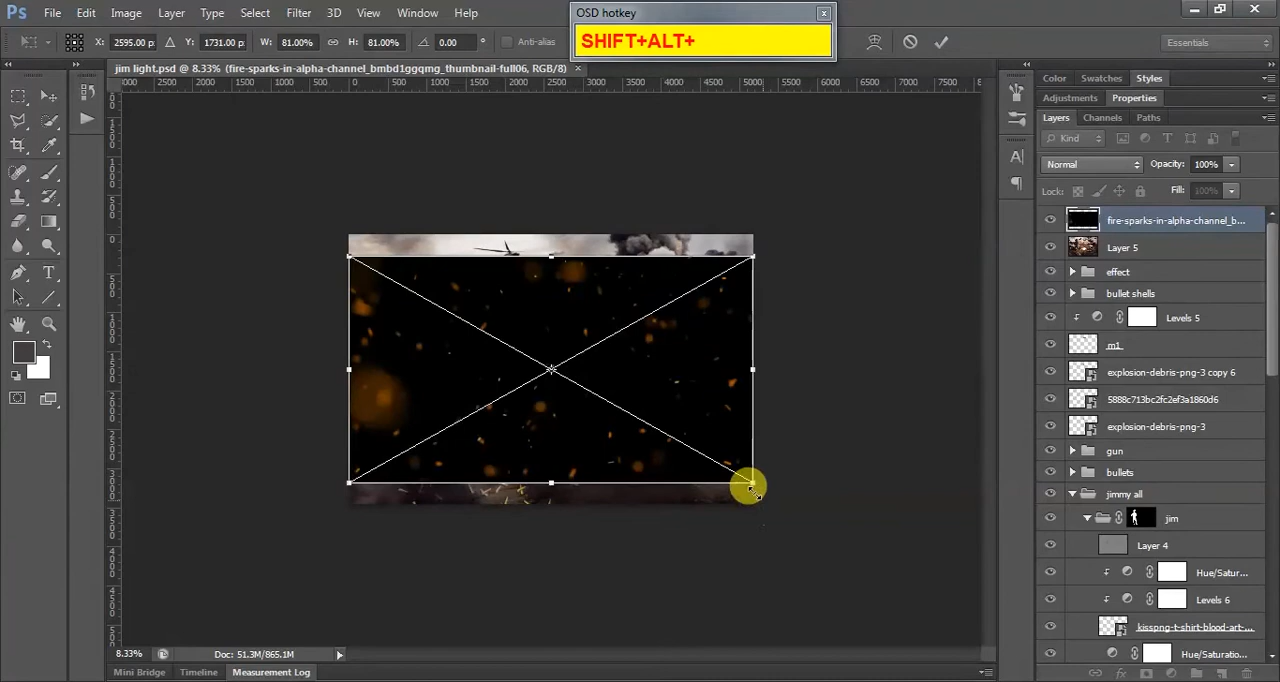 Ps File Edit Image Layer Type Select Filter 3D View Window Help
OSD hotkey
SHIFT+ALT+
X: 2595.00 p: Y: 1731.00 p: W: 81.00% H: 81.00% 0.00 ° Anti-alias
Essentials
jim light.psd @ 8.33% (fire-sparks-in-alpha-channel_bmbd1ggqmg_thumbnail-full06, RGB/8)
Color Swatches Styles
Adjustments Properties
Layers Channels Paths
Kind
Normal Opacity: 100%
Lock: Fill: 100%
fire-sparks-in-alpha-channel_b...
Layer 5
effect
bullet shells
Levels 5
m1
explosion-debris-png-3 copy 6
5888c713bc2fc2ef3a1860d6
explosion-debris-png-3
gun
bullets
jimmy all
jim
Layer 4
Hue/Satur...
Levels 6
kisspng-t-shirt-blood-art-...
Hue/Saturatio...
8.33% Doc: 51.3M/865.1M
Mini Bridge Timeline Measurement Log